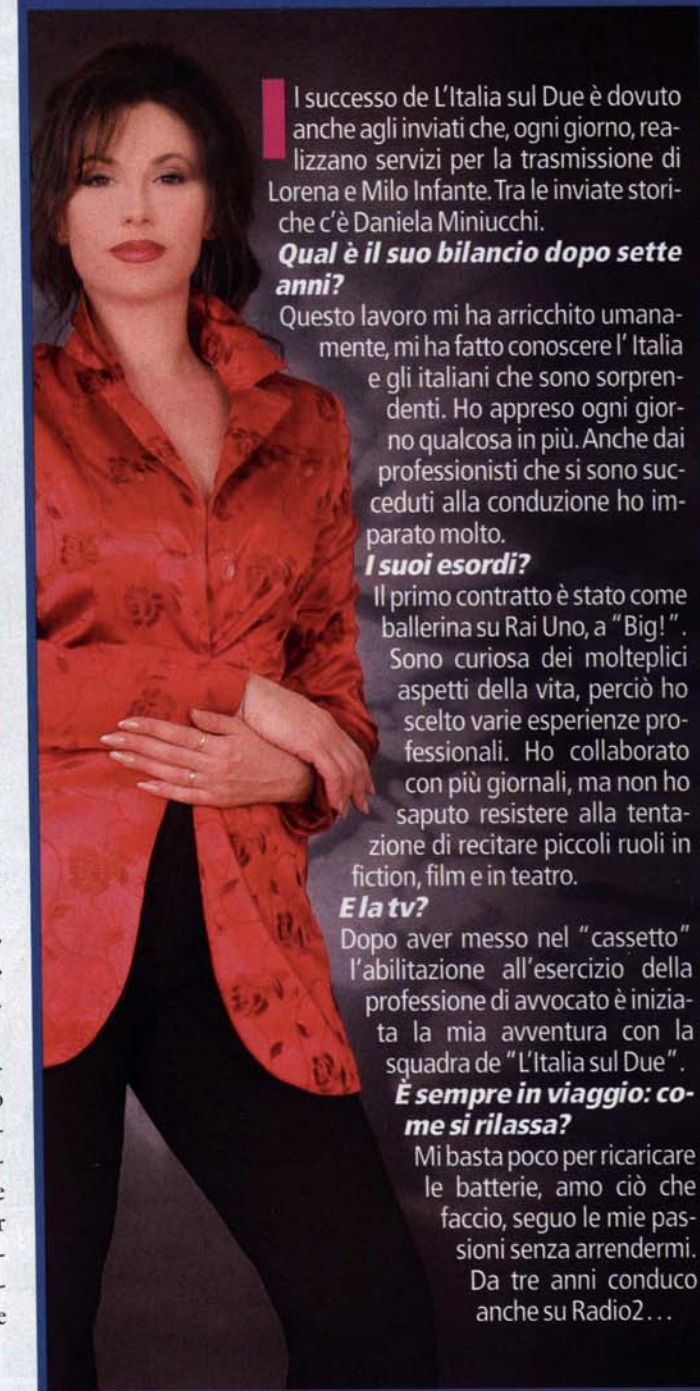 Il successo de L'Italia sul Due è dovuto
anche agli inviati che, ogni giorno, rea-
lizzano servizi per la trasmissione di
Lorena e Milo Infante. Tra le inviate stori-
che c'è Daniela Miniucchi.
Qual è il suo bilancio dopo sette
anni?
Questo lavoro mi ha arricchito umana-
mente, mi ha fatto conoscere l' Italia
e gli italiani che sono sorpren-
denti. Ho appreso ogni gior-
no qualcosa in più. Anche dai
professionisti che si sono suc-
ceduti alla conduzione ho im-
parato molto.
I suoi esordi?
Il primo contratto è stato come
ballerina su Rai Uno, a "Big!".
Sono curiosa dei molteplici
aspetti della vita, perciò ho
scelto varie esperienze pro-
fessionali. Ho collaborato
con più giornali, ma non ho
saputo resistere alla tenta-
zione di recitare piccoli ruoli in
fiction, film e in teatro.
E la tv?
Dopo aver messo nel "cassetto"
l'abilitazione all'esercizio della
professione di avvocato è inizia-
ta la mia avventura con la
squadra de "L'Italia sul Due".
È sempre in viaggio: co-
me si rilassa?
Mi basta poco per ricaricare
le batterie, amo ciò che
faccio, seguo le mie pas-
sioni senza arrendermi.
Da tre anni conduco
anche su Radio2...